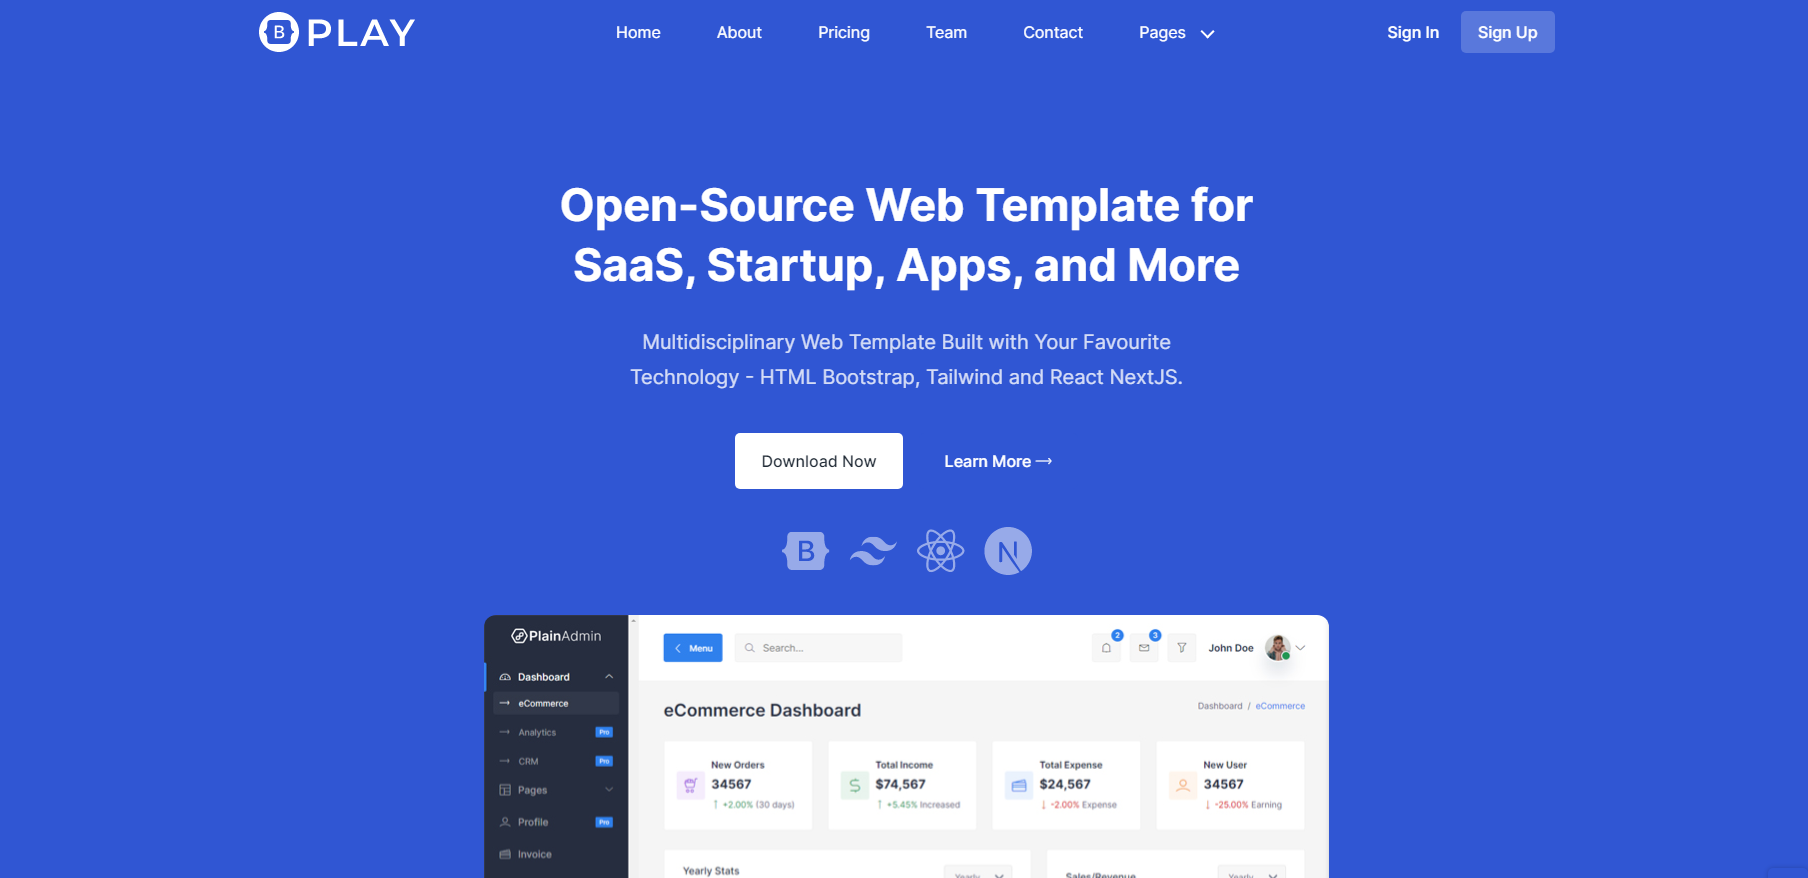 B PLAY
Home About Pricing Team Contact Pages Sign In Sign Up
Open-Source Web Template for
SaaS, Startup, Apps, and More
Multidisciplinary Web Template Built with Your Favourite
Technology - HTML Bootstrap, Tailwind and React NextJS.
Download Now Learn More →
B N
PlainAdmin
Menu Search... 2 3 John Doe
Dashboard
eCommerce
Analytics Pro
CRM Pro
Pages
Profile Pro
Invoice
eCommerce Dashboard
Dashboard / eCommerce
New Orders
34567
↑ +2.00% (30 days)
Total Income
$74,567
↑ +5.45% Increased
Total Expense
$24,567
↓ -2.00% Expense
New User
34567
↓ -25.00% Earning
Yearly Stats
Yearly
Sales/Revenue
Yearly